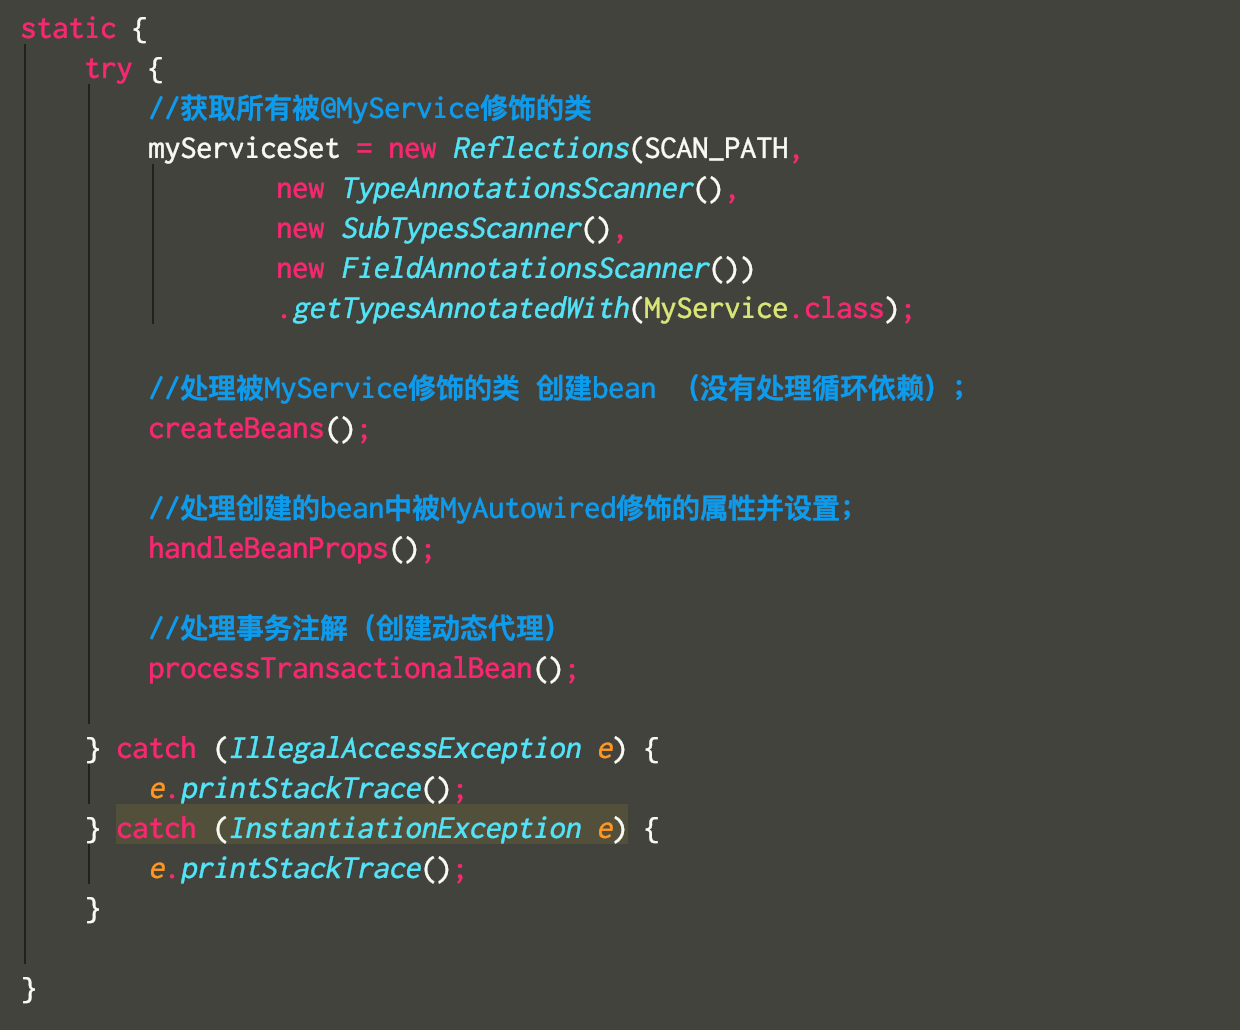 static {
try {
//获取所有被@MyService修饰的类
myServiceSet = new Reflections(SCAN_PATH,
new TypeAnnotationsScanner(),
new SubTypesScanner(),
new FieldAnnotationsScanner())
.getTypesAnnotatedWith(MyService.class);
//处理被MyService修饰的类 创建bean （没有处理循环依赖）;
createBeans();
//处理创建的bean中被MyAutowired修饰的属性并设置;
handleBeanProps();
//处理事务注解（创建动态代理）
processTransactionalBean();
} catch (IllegalAccessException e) {
e.printStackTrace();
} catch (InstantiationException e) {
e.printStackTrace();
}
}